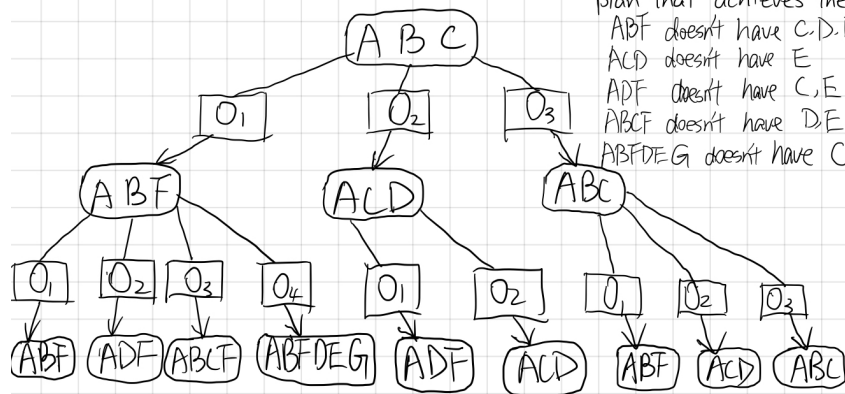 plan that achieves the
ABF doesn't have C,D.
ACD doesn't have E
ADF doesn't have C,E
ABCF doesn't have D,E
ABFDEG doesn't have C
A B C
O1 O2 O3
ABF ACD ABC
O1 O2 O3 O4 O1 O2 O1 O2 O3
ABF ADF ABCF ABFDEG ADF ACD ABF ACD ABC